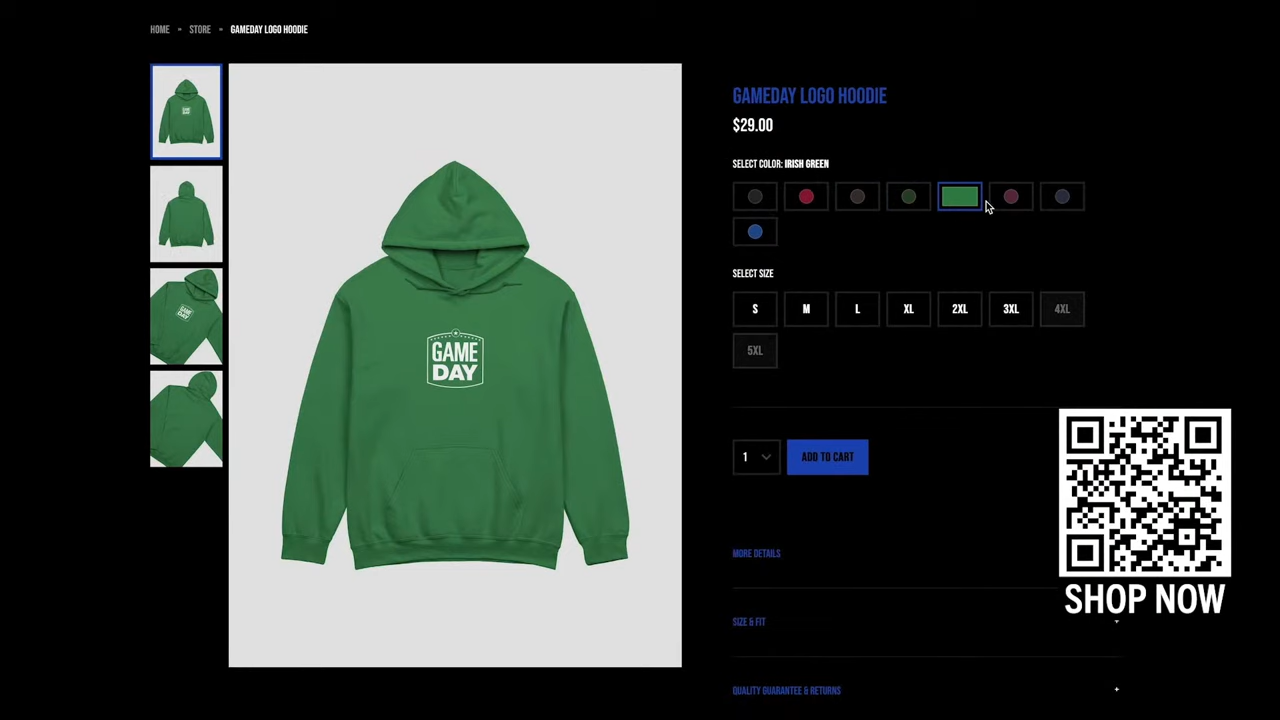 HOME » STORE » GAMEDAY LOGO HOODIE
GAMEDAY LOGO HOODIE
$29.00
SELECT COLOR: IRISH GREEN
SELECT SIZE
S M L XL 2XL 3XL 4XL
5XL
GAME
DAY
1 ADD TO CART
MORE DETAILS
SHOP NOW
SIZE & FIT
QUALITY GUARANTEE & RETURNS +